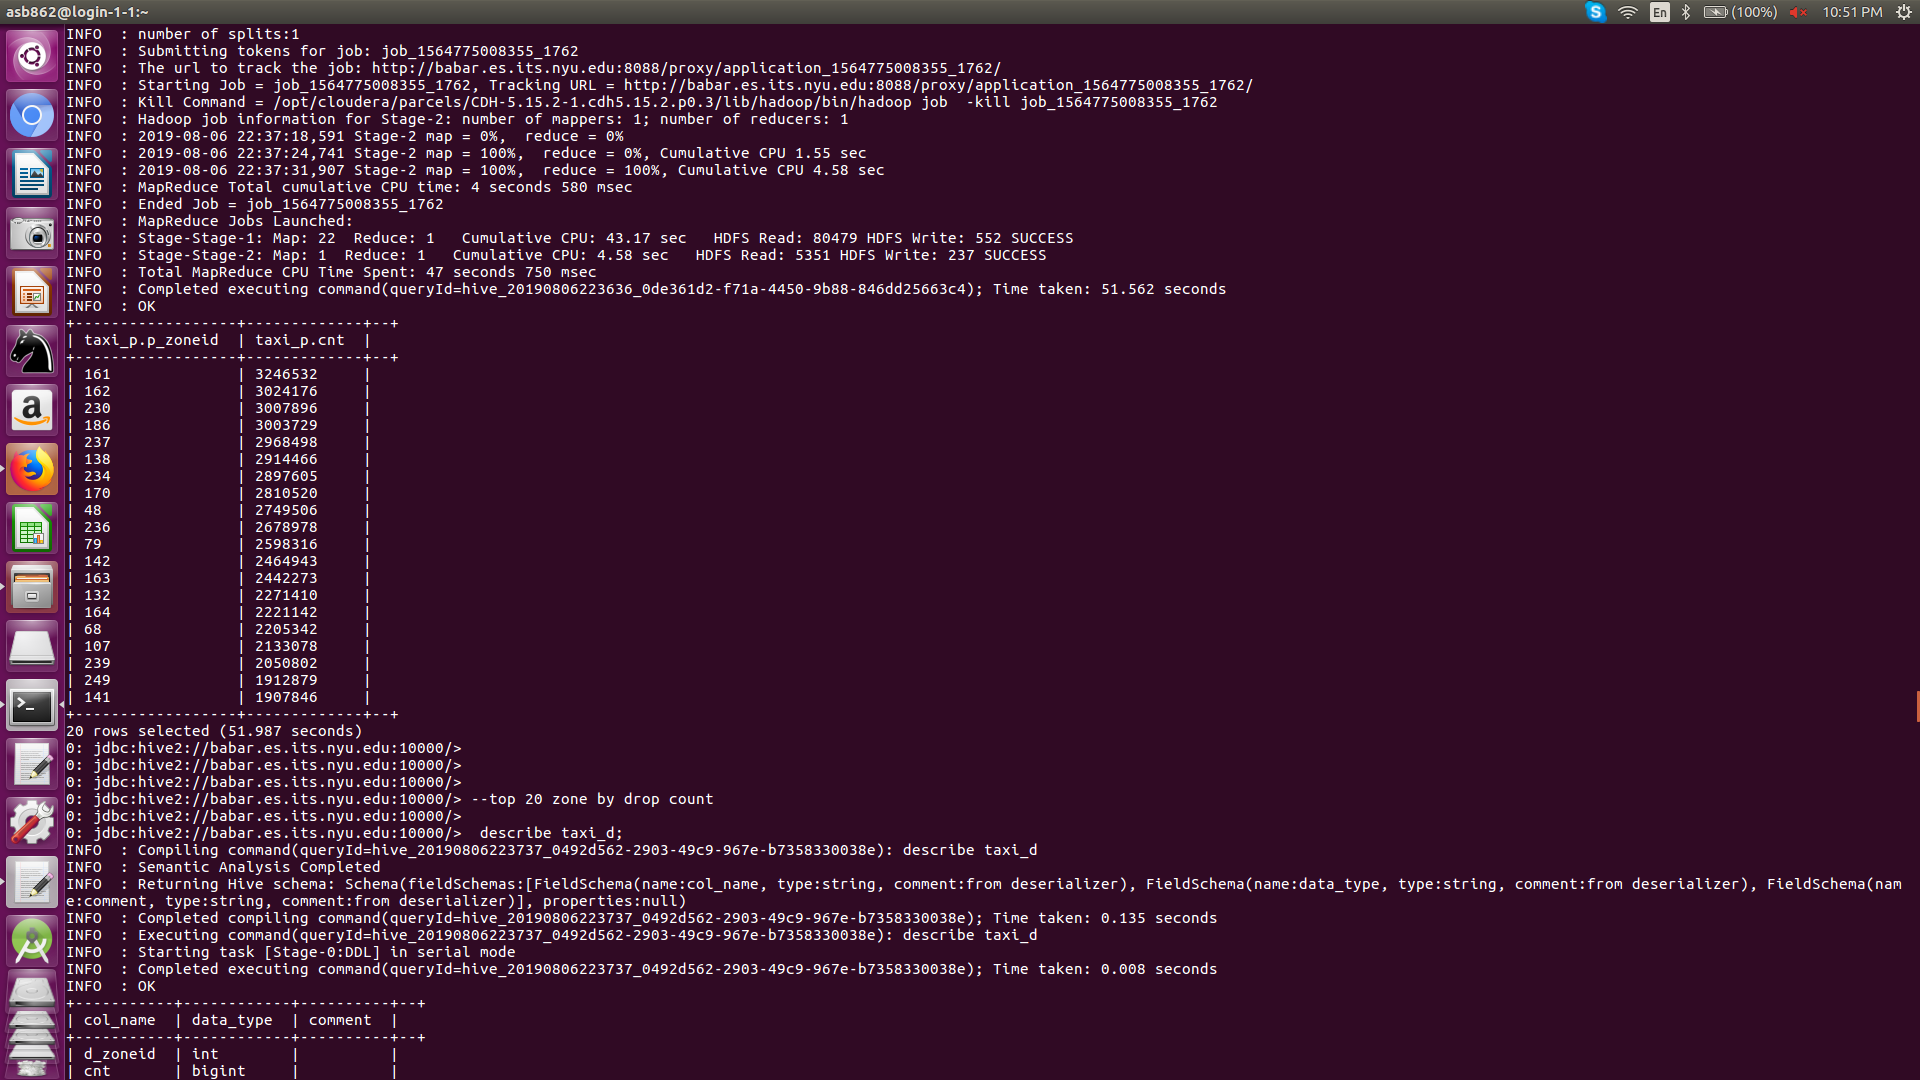 asb862@login-1-1:~
En
(100%)
10:51 PM
INFO  : number of splits:1
INFO  : Submitting tokens for job: job_1564775008355_1762
INFO  : The url to track the job: http://babar.es.its.nyu.edu:8088/proxy/application_1564775008355_1762/
INFO  : Starting Job = job_1564775008355_1762, Tracking URL = http://babar.es.its.nyu.edu:8088/proxy/application_1564775008355_1762/
INFO  : Kill Command = /opt/cloudera/parcels/CDH-5.15.2-1.cdh5.15.2.p0.3/lib/hadoop/bin/hadoop job  -kill job_1564775008355_1762
INFO  : Hadoop job information for Stage-2: number of mappers: 1; number of reducers: 1
INFO  : 2019-08-06 22:37:18,591 Stage-2 map = 0%,  reduce = 0%
INFO  : 2019-08-06 22:37:24,741 Stage-2 map = 100%,  reduce = 0%, Cumulative CPU 1.55 sec
INFO  : 2019-08-06 22:37:31,907 Stage-2 map = 100%,  reduce = 100%, Cumulative CPU 4.58 sec
INFO  : MapReduce Total cumulative CPU time: 4 seconds 580 msec
INFO  : Ended Job = job_1564775008355_1762
INFO  : MapReduce Jobs Launched:
INFO  : Stage-Stage-1: Map: 22  Reduce: 1   Cumulative CPU: 43.17 sec   HDFS Read: 80479 HDFS Write: 552 SUCCESS
INFO  : Stage-Stage-2: Map: 1  Reduce: 1   Cumulative CPU: 4.58 sec   HDFS Read: 5351 HDFS Write: 237 SUCCESS
INFO  : Total MapReduce CPU Time Spent: 47 seconds 750 msec
INFO  : Completed executing command(queryId=hive_20190806223636_0de361d2-f71a-4450-9b88-846dd25663c4); Time taken: 51.562 seconds
INFO  : OK
+------------------+-------------+--+
| taxi_p.p_zoneid  | taxi_p.cnt  |
+------------------+-------------+--+
| 161              | 3246532     |
| 162              | 3024176     |
| 230              | 3007896     |
| 186              | 3003729     |
| 237              | 2968498     |
| 138              | 2914466     |
| 234              | 2897605     |
| 170              | 2810520     |
| 48               | 2749506     |
| 236              | 2678978     |
| 79               | 2598316     |
| 142              | 2464943     |
| 163              | 2442273     |
| 132              | 2271410     |
| 164              | 2221142     |
| 68               | 2205342     |
| 107              | 2133078     |
| 239              | 2050802     |
| 249              | 1912879     |
| 141              | 1907846     |
+------------------+-------------+--+
20 rows selected (51.987 seconds)
0: jdbc:hive2://babar.es.its.nyu.edu:10000/>
0: jdbc:hive2://babar.es.its.nyu.edu:10000/>
0: jdbc:hive2://babar.es.its.nyu.edu:10000/>
0: jdbc:hive2://babar.es.its.nyu.edu:10000/> --top 20 zone by drop count
0: jdbc:hive2://babar.es.its.nyu.edu:10000/>
0: jdbc:hive2://babar.es.its.nyu.edu:10000/>  describe taxi_d;
INFO  : Compiling command(queryId=hive_20190806223737_0492d562-2903-49c9-967e-b7358330038e): describe taxi_d
INFO  : Semantic Analysis Completed
INFO  : Returning Hive schema: Schema(fieldSchemas:[FieldSchema(name:col_name, type:string, comment:from deserializer), FieldSchema(name:data_type, type:string, comment:from deserializer), FieldSchema(nam
e:comment, type:string, comment:from deserializer)], properties:null)
INFO  : Completed compiling command(queryId=hive_20190806223737_0492d562-2903-49c9-967e-b7358330038e); Time taken: 0.135 seconds
INFO  : Executing command(queryId=hive_20190806223737_0492d562-2903-49c9-967e-b7358330038e): describe taxi_d
INFO  : Starting task [Stage-0:DDL] in serial mode
INFO  : Completed executing command(queryId=hive_20190806223737_0492d562-2903-49c9-967e-b7358330038e); Time taken: 0.008 seconds
INFO  : OK
+-----------+------------+----------+--+
| col_name  | data_type  | comment  |
+-----------+------------+----------+--+
| d_zoneid  | int        |          |
| cnt       | bigint     |          |